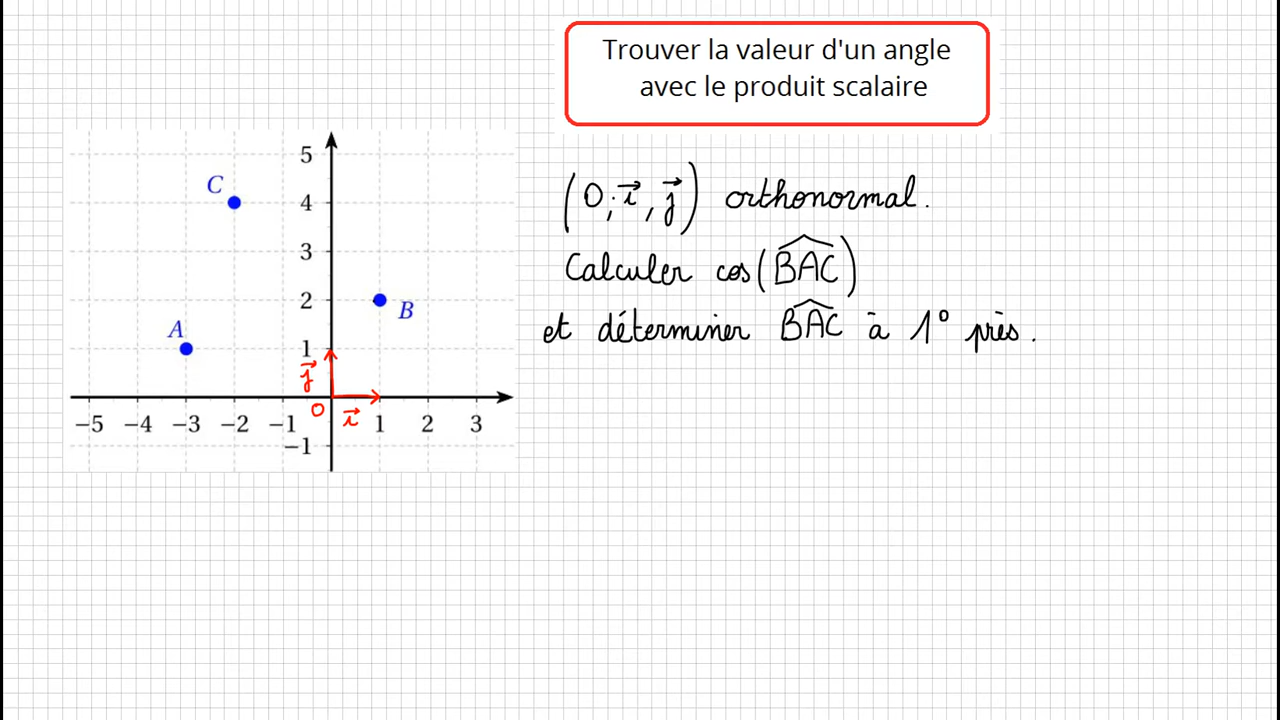 Trouver la valeur d'un angle
avec le produit scalaire
(O; i⃗, j⃗) orthonormal.
Calculer cos(B͡AC)
et déterminer B͡AC à 1° près.
5
C
4
3
2
B
A
1
j⃗
O
i⃗
−5 −4 −3 −2 −1 1 2 3
−1